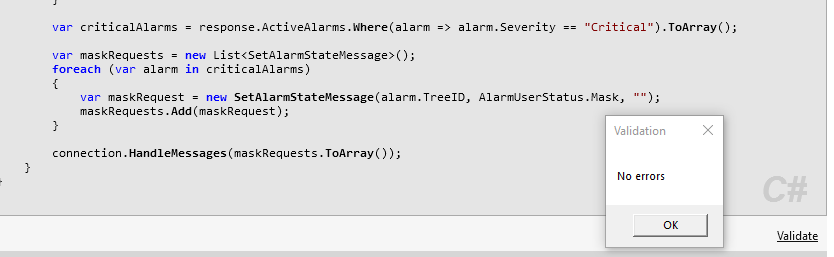 }
var criticalAlarms = response.ActiveAlarms.Where(alarm => alarm.Severity == "Critical").ToArray();
var maskRequests = new List<SetAlarmStateMessage>();
foreach (var alarm in criticalAlarms)
{
var maskRequest = new SetAlarmStateMessage(alarm.TreeID, AlarmUserStatus.Mask, "");
maskRequests.Add(maskRequest);
}
connection.HandleMessages(maskRequests.ToArray());
}
}
Validation
No errors
OK
C#
Validate